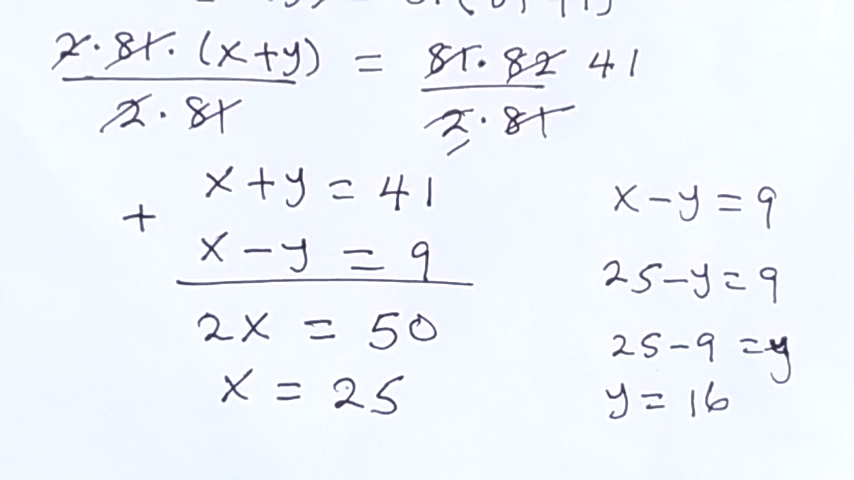 2·81·(x+y) = 81·82 41
2·81 2·81
x+y = 41
+
x-y = 9
2x = 50
x = 25
x-y = 9
25-y = 9
25-9 = y
y = 16